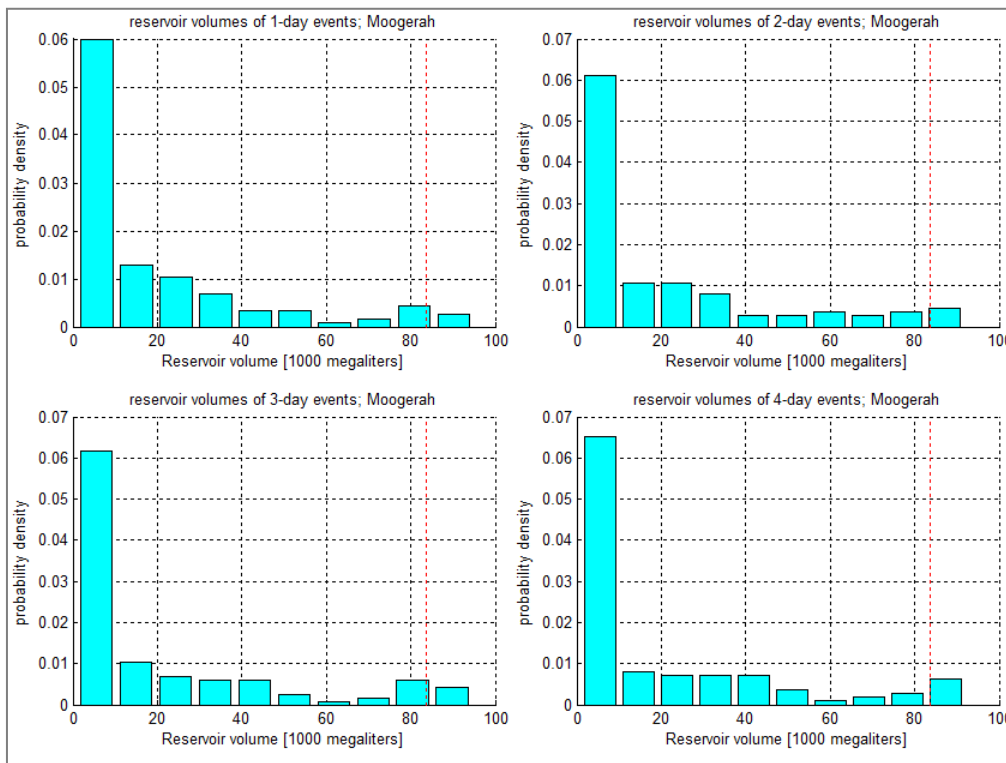 reservoir volumes of 1-day events; Moogerah
0.06
0.05
0.04
0.03
0.02
0.01
0
probability density
0 20 40 60 80 100
Reservoir volume [1000 megaliters]
reservoir volumes of 2-day events; Moogerah
0.07
0.06
0.05
0.04
0.03
0.02
0.01
0
probability density
0 20 40 60 80 100
Reservoir volume [1000 megaliters]
reservoir volumes of 3-day events; Moogerah
0.07
0.06
0.05
0.04
0.03
0.02
0.01
0
probability density
0 20 40 60 80 100
Reservoir volume [1000 megaliters]
reservoir volumes of 4-day events; Moogerah
0.07
0.06
0.05
0.04
0.03
0.02
0.01
0
probability density
0 20 40 60 80 100
Reservoir volume [1000 megaliters]